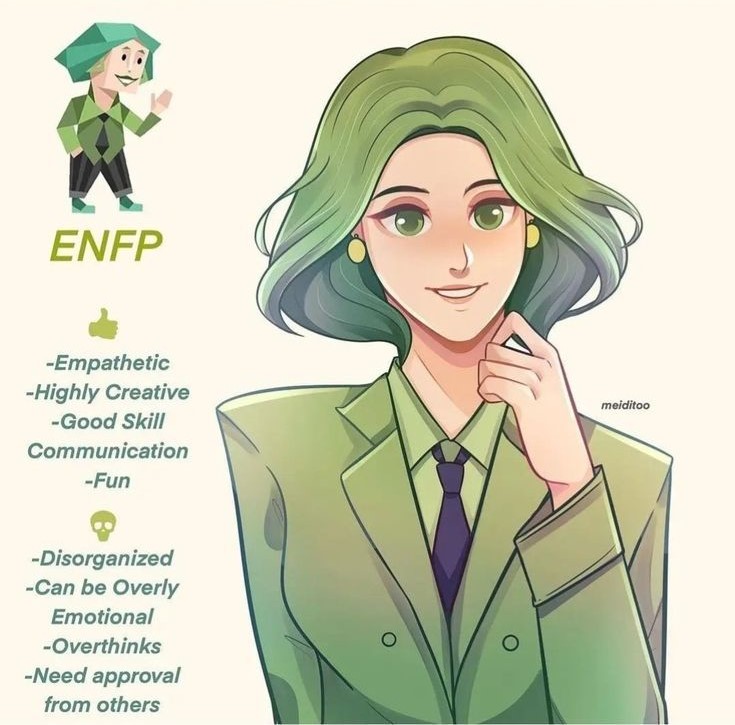 ENFP
-Empathetic
-Highly Creative
-Good Skill
Communication
-Fun
-Disorganized
-Can be Overly
Emotional
-Overthinks
-Need approval
from others
meiditoo